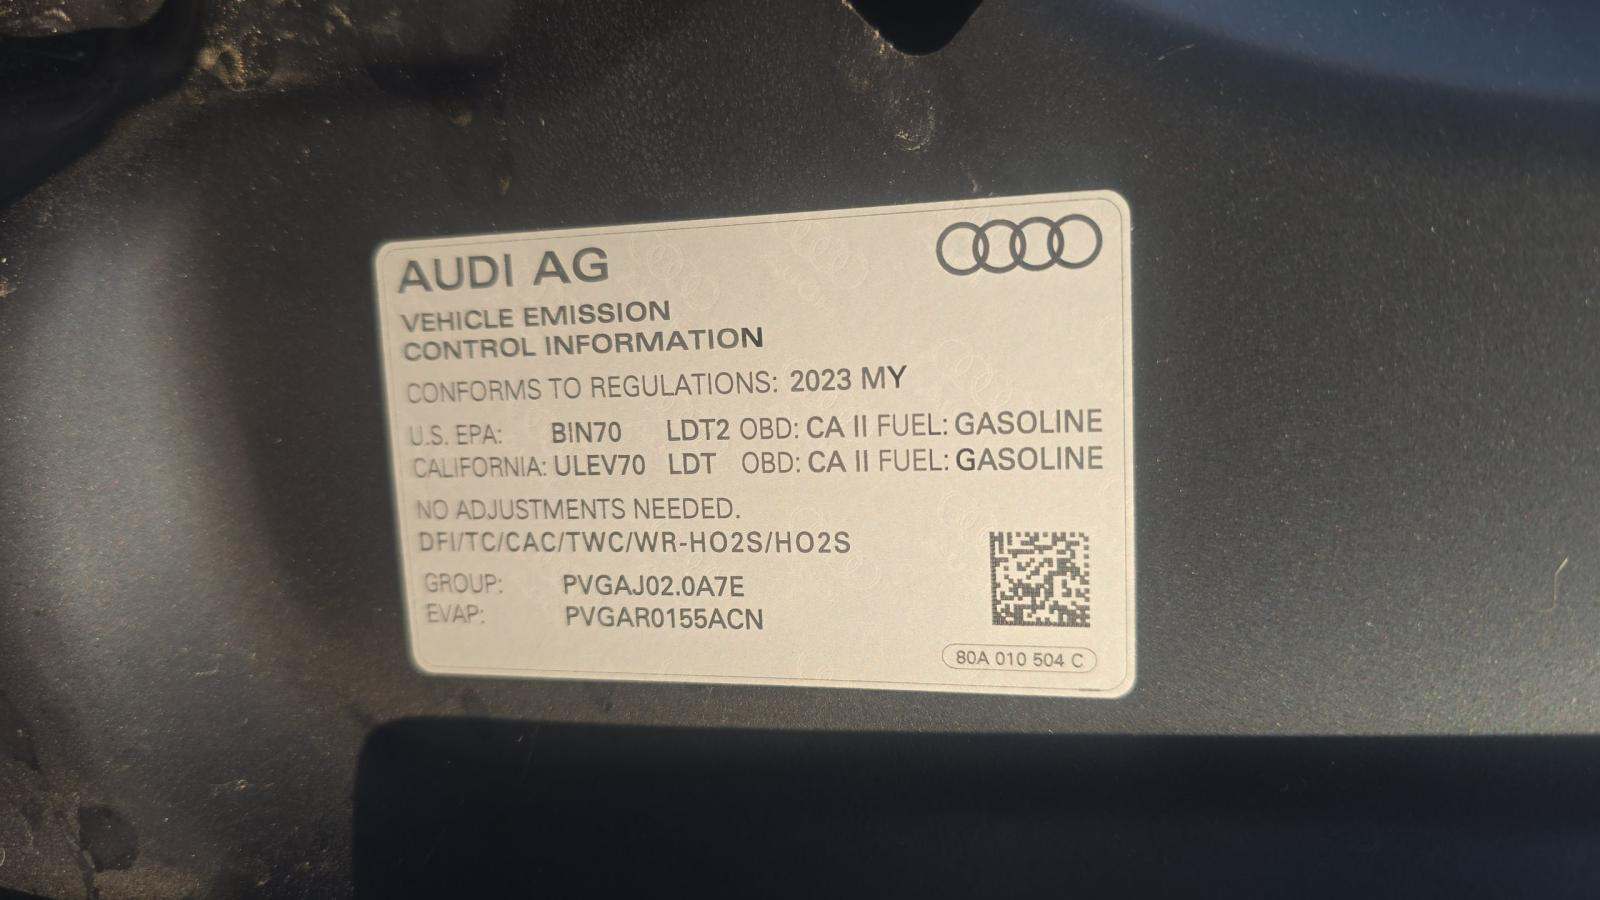 AUDI AG
VEHICLE EMISSION
CONTROL INFORMATION
CONFORMS TO REGULATIONS: 2023 MY
U.S. EPA: BIN70 LDT2 OBD: CA II FUEL: GASOLINE
CALIFORNIA: ULEV70 LDT OBD: CA II FUEL: GASOLINE
NO ADJUSTMENTS NEEDED.
DFI/TC/CAC/TWC/WR-HO2S/HO2S
GROUP: PVGAJ02.0A7E
EVAP: PVGAR0155ACN
80A 010 504 C